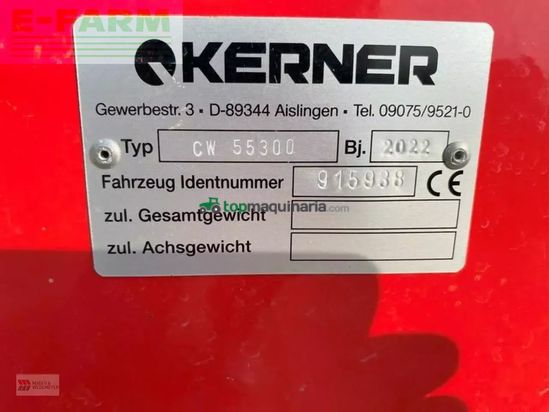 E-FARM
KERNER
Gewerbestr. 3 • D-89344 Aislingen • Tel. 09075/9521-0
Typ CW 55300 Bj. 2022
Fahrzeug Identnummer 915938 CE
topmaquinaria.com
zul. Gesamtgewicht
zul. Achsgewicht